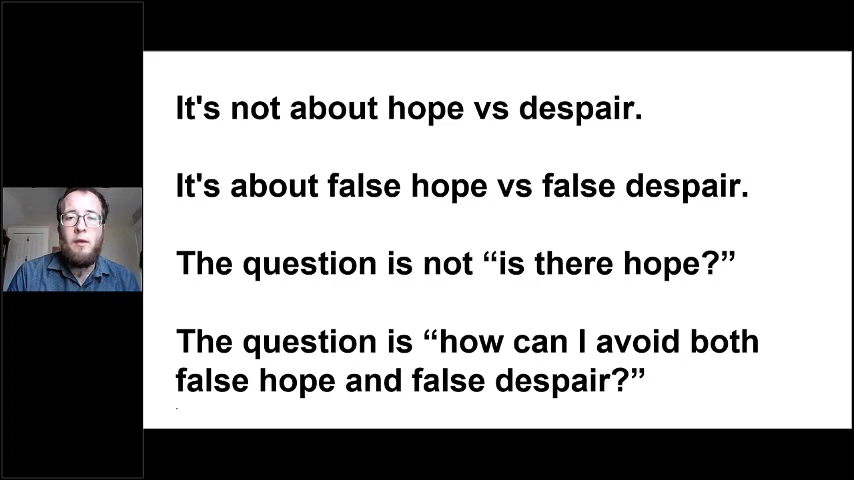 It's not about hope vs despair.
It's about false hope vs false despair.
The question is not “is there hope?”
The question is “how can I avoid both
false hope and false despair?”